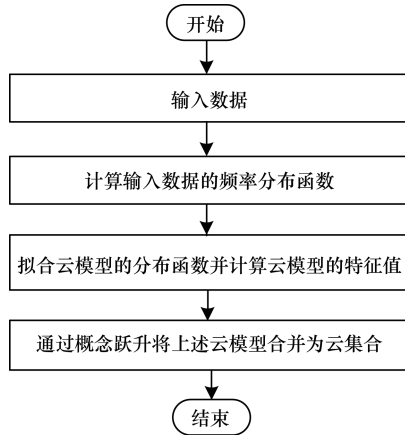 开始
输入数据
计算输入数据的频率分布函数
拟合云模型的分布函数并计算云模型的特征值
通过概念跃升将上述云模型合并为云集合
结束